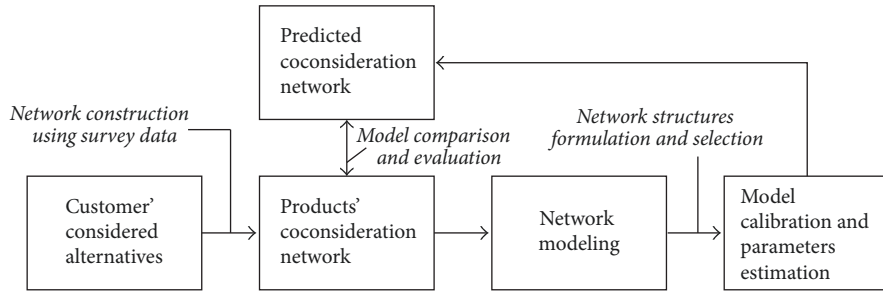 Predicted
coconsideration
network
Network construction
using survey data
Model comparison
and evaluation
Network structures
formulation and selection
Customer’
considered
alternatives
Products’
coconsideration
network
Network
modeling
Model
calibration and
parameters
estimation